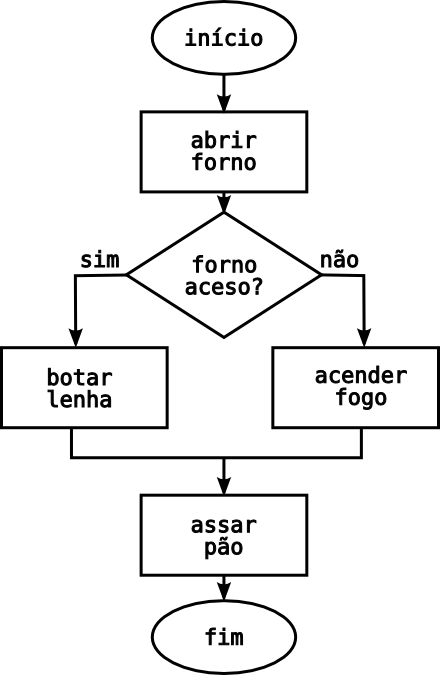 início
abrir
forno
sim
forno
aceso?
não
botar
lenha
acender
fogo
assar
pão
fim